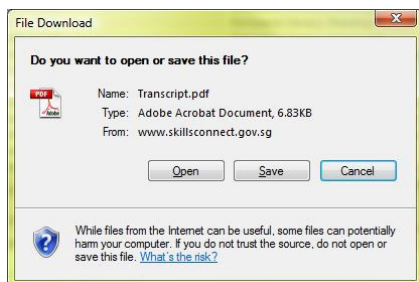 File Download
Do you want to open or save this file?
PDF
Adobe
Name: Transcript.pdf
Type: Adobe Acrobat Document, 6.83KB
From: www.skillsconnect.gov.sg
Open Save Cancel
While files from the Internet can be useful, some files can potentially
harm your computer. If you do not trust the source, do not open or
save this file. What's the risk?